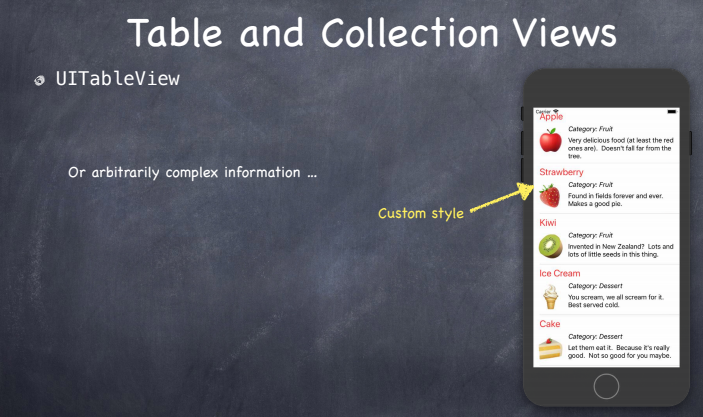 Table and Collection Views
UITableView
Or arbitrarily complex information ...
Custom style
Carrier
Apple
Category: Fruit
Very delicious food (at least the red
ones are). Doesn't fall far from the
tree.
Strawberry
Category: Fruit
Found in fields forever and ever.
Makes a good pie.
Kiwi
Category: Fruit
Invented in New Zealand? Lots and
lots of little seeds in this thing.
Ice Cream
Category: Dessert
You scream, we all scream for it.
Best served cold.
Cake
Category: Dessert
Let them eat it. Because it's really
good. Not so good for you maybe.